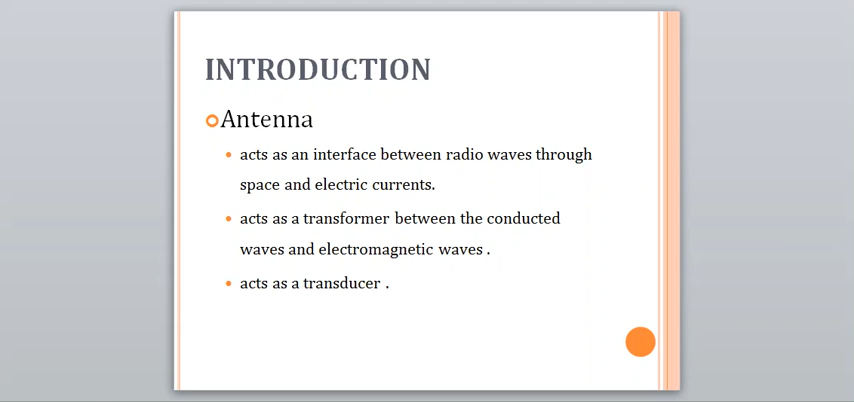 INTRODUCTION
Antenna
acts as an interface between radio waves through
space and electric currents.
acts as a transformer between the conducted
waves and electromagnetic waves .
acts as a transducer .